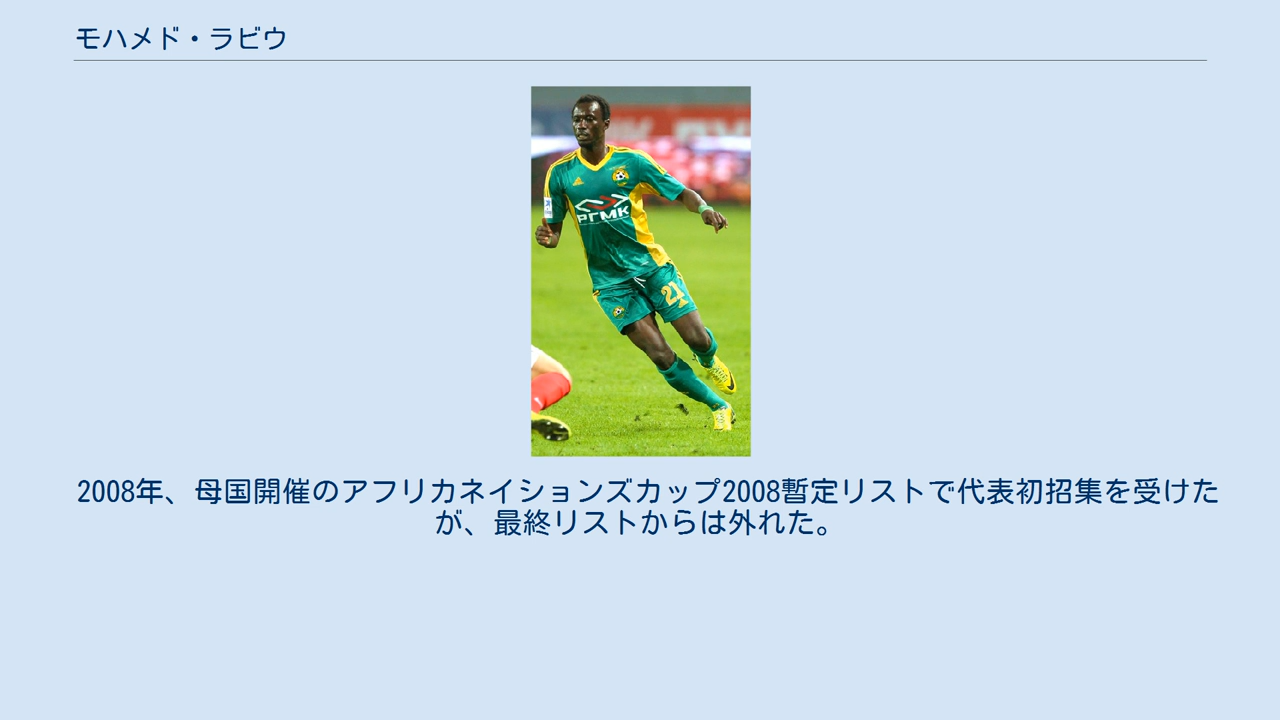 モハメド・ラビウ
РГМК
21
2008年、母国開催のアフリカネイションズカップ2008暫定リストで代表初招集を受けた
が、最終リストからは外れた。